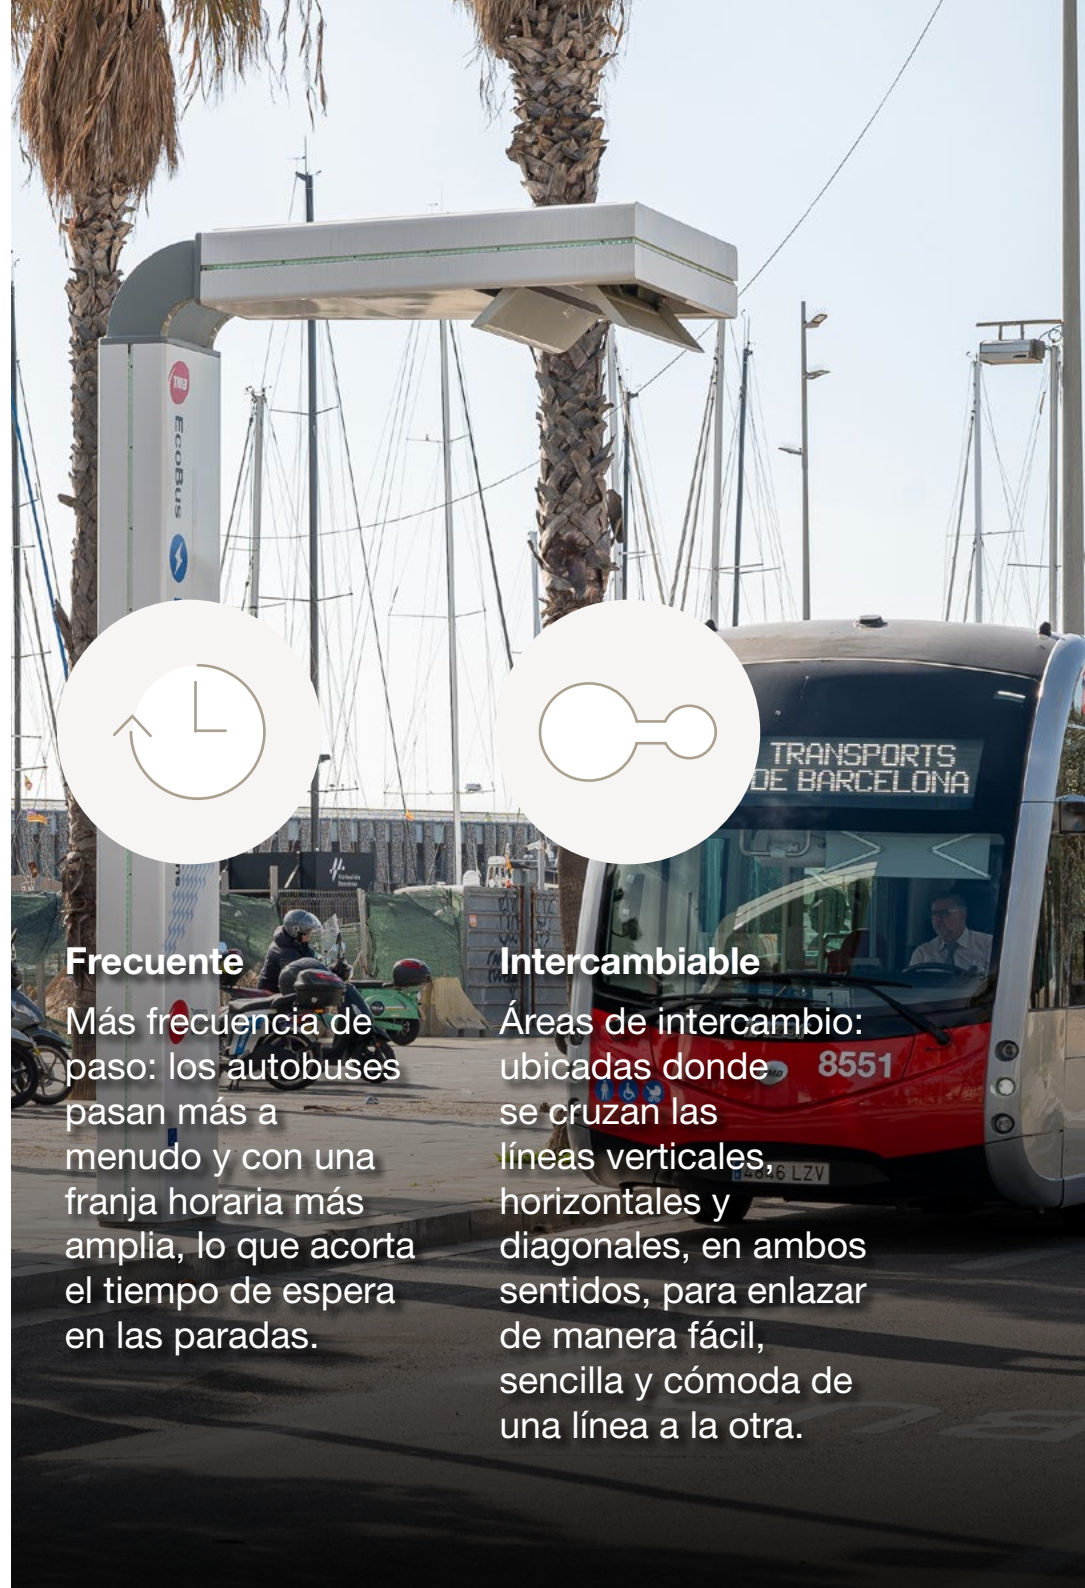 TMB
EcoBus
TRANSPORTS
DE BARCELONA
8551
4846 LZV
Frecuente
Más frecuencia de
paso: los autobuses
pasan más a
menudo y con una
franja horaria más
amplia, lo que acorta
el tiempo de espera
en las paradas.
Intercambiable
Áreas de intercambio:
ubicadas donde
se cruzan las
líneas verticales,
horizontales y
diagonales, en ambos
sentidos, para enlazar
de manera fácil,
sencilla y cómoda de
una línea a la otra.